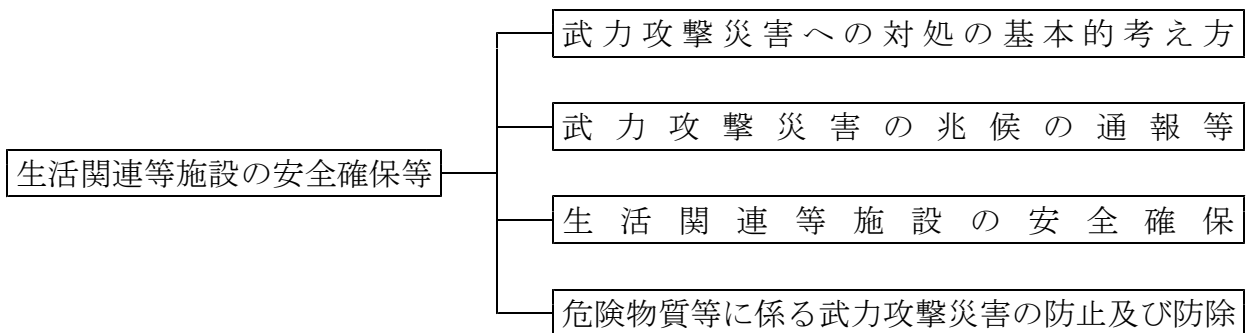 武力攻撃災害への対処の基本的考え方
武力攻撃災害の兆候の通報等
生活関連等施設の安全確保等
生活関連等施設の安全確保
危険物質等に係る武力攻撃災害の防止及び防除